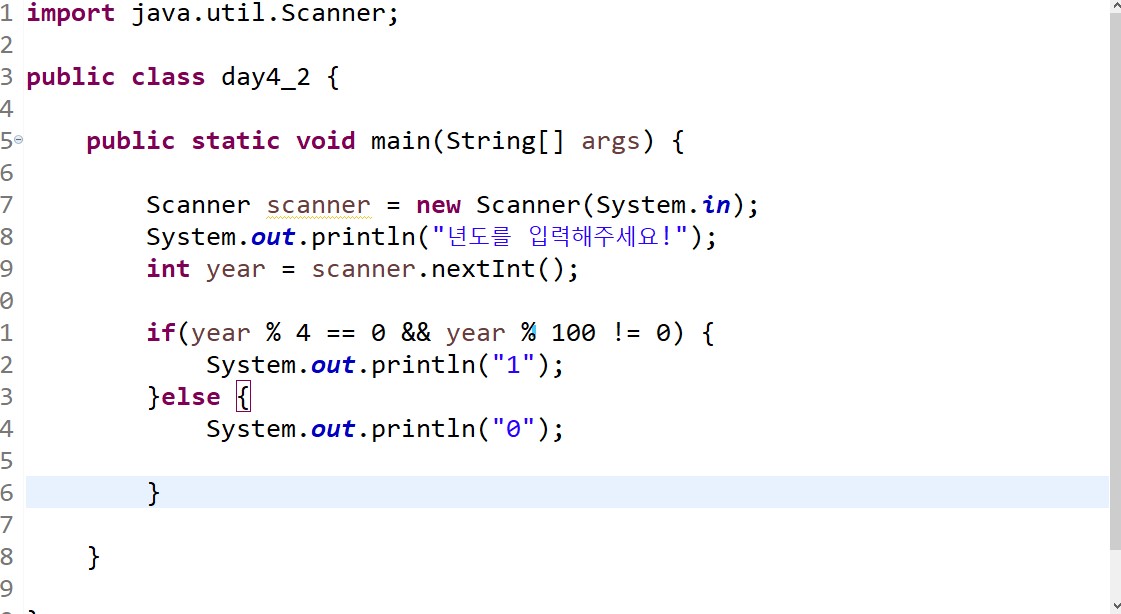 1 import java.util.Scanner;
2
3 public class day4_2 {
4
5 public static void main(String[] args) {
6
7 Scanner scanner = new Scanner(System.in);
8 System.out.println("년도를 입력해주세요!");
9 int year = scanner.nextInt();
0
1 if(year % 4 == 0 && year % 100 != 0) {
2 System.out.println("1");
3 }else {
4 System.out.println("0");
5
6 }
7
8 }
9